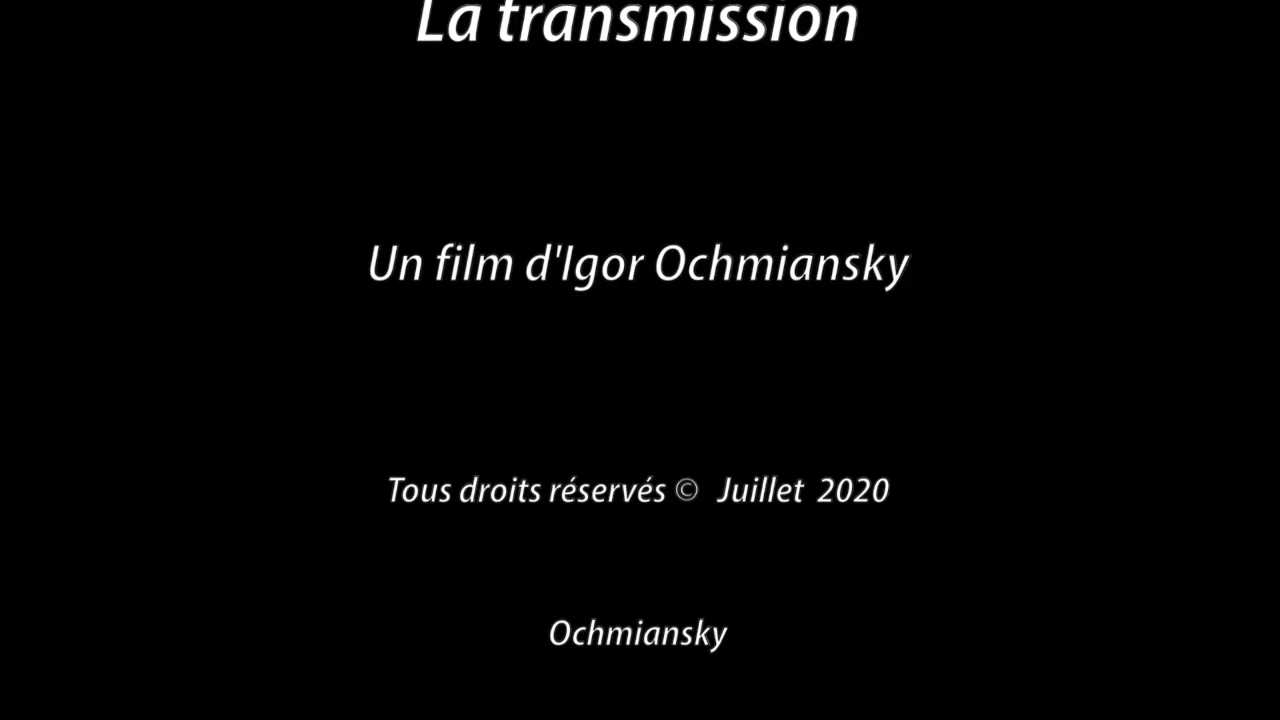 La transmission
Un film d'Igor Ochmiansky
Tous droits réservés © Juillet 2020
Ochmiansky